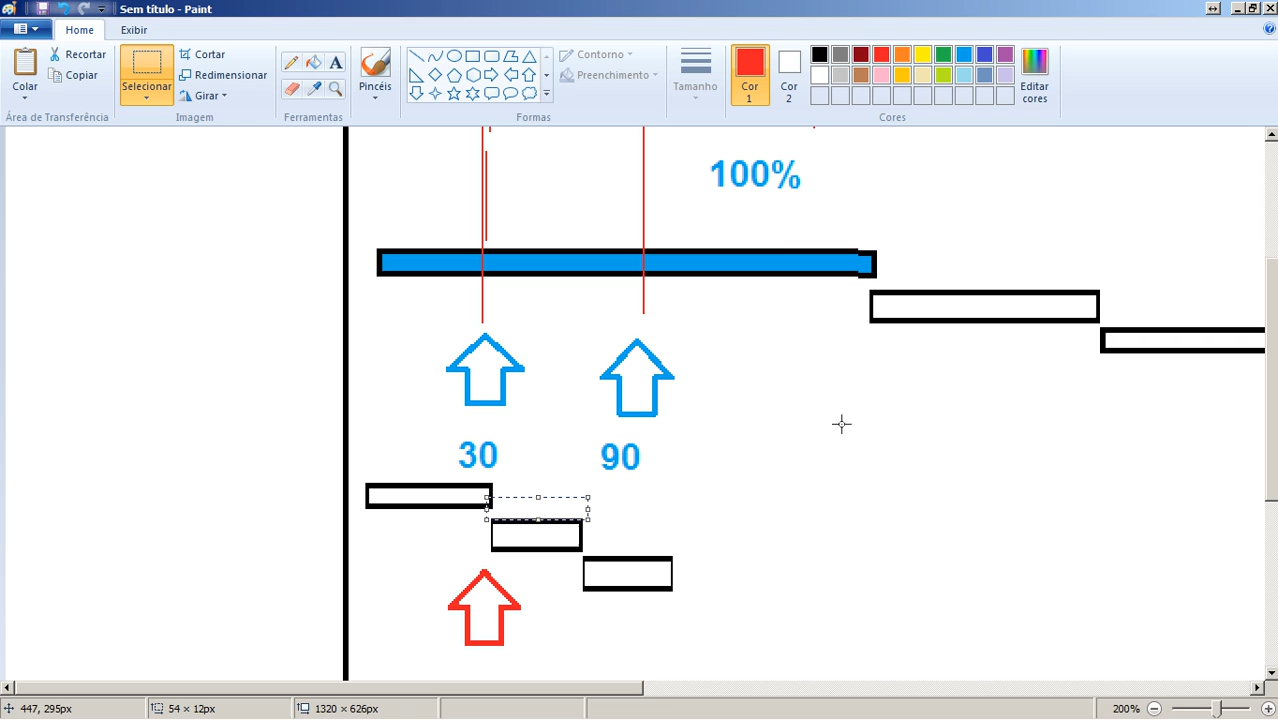 Sem título - Paint
Home
Exibir
Colar
Recortar
Copiar
Área de Transferência
Selecionar
Cortar
Redimensionar
Girar
Imagem
A
Ferramentas
Pincéis
Contorno
Preenchimento
Formas
Tamanho
Cor
1
Cor
2
Editar
cores
Cores
100%
30
90
447, 295px
54 × 12px
1320 × 626px
200%